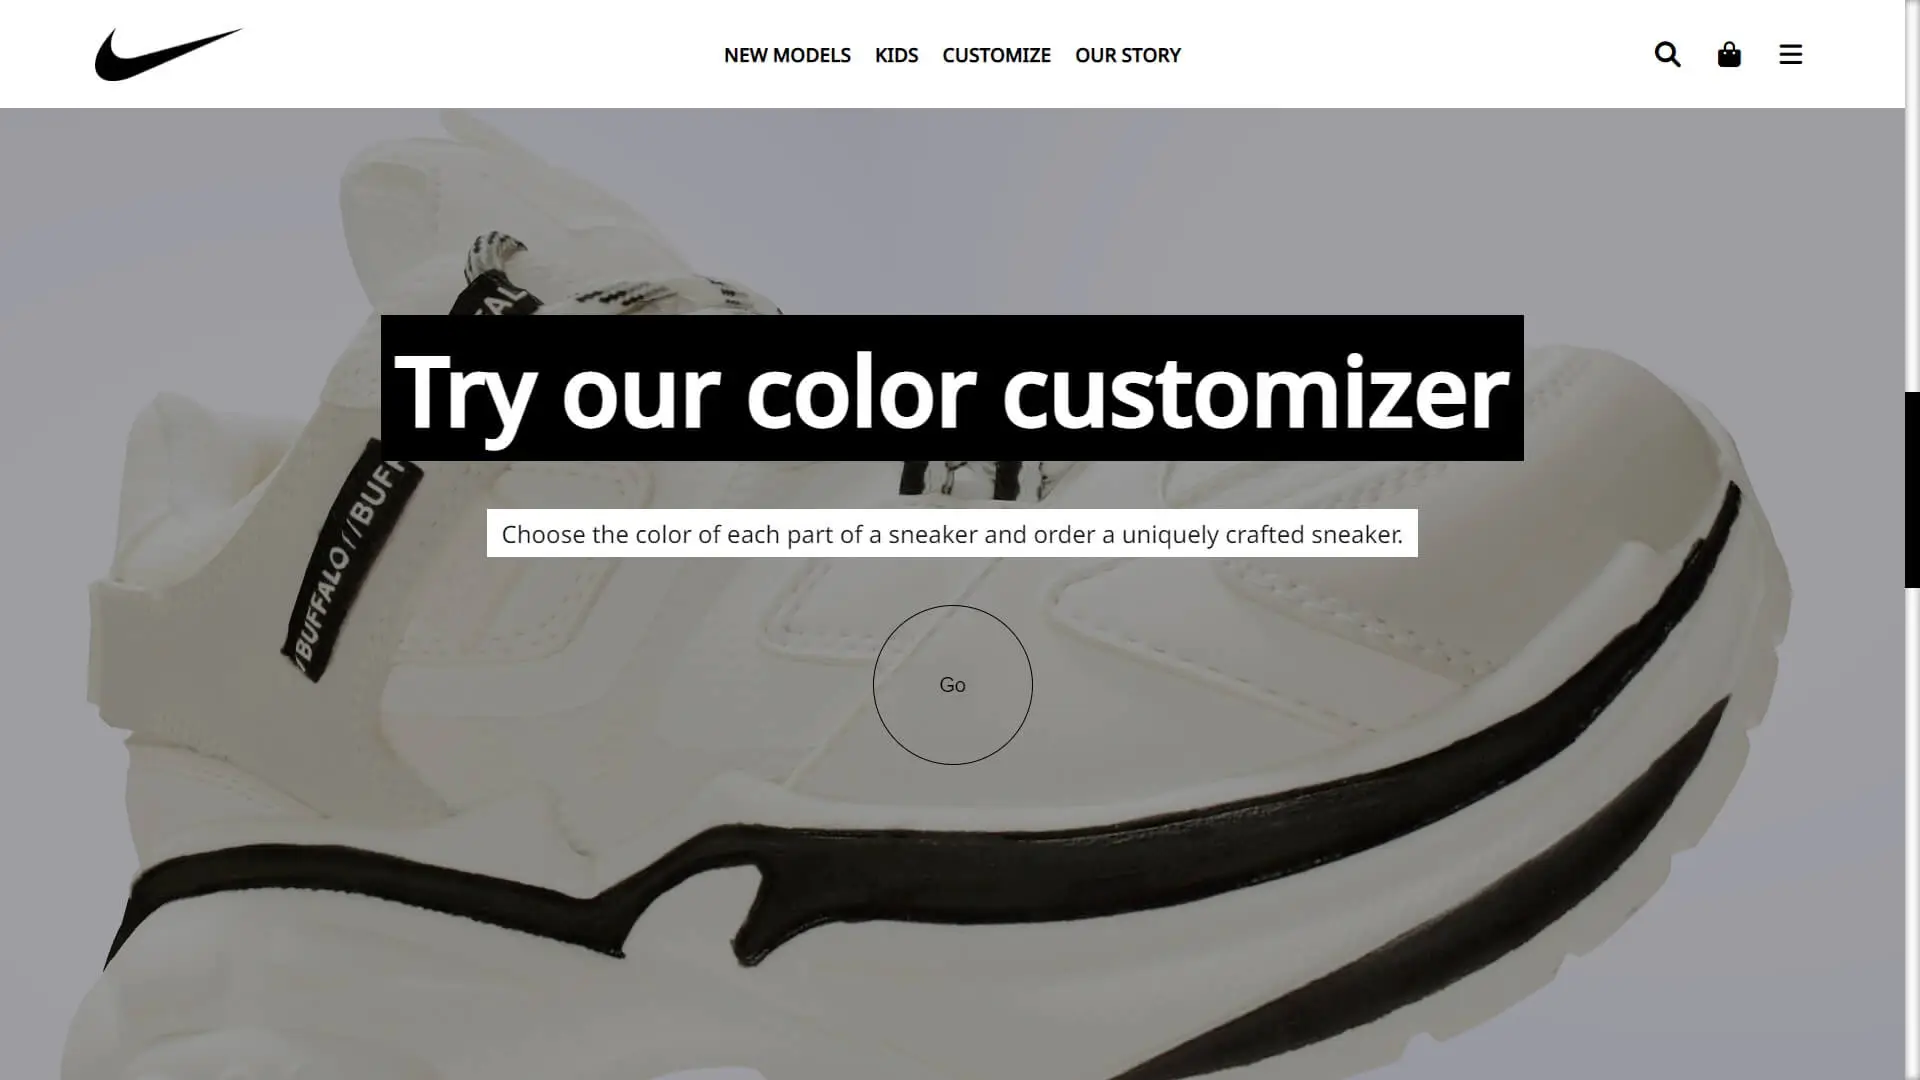 NEW MODELS KIDS CUSTOMIZE OUR STORY
Try our color customizer
Choose the color of each part of a sneaker and order a uniquely crafted sneaker.
Go
/BUFFALO//BUF